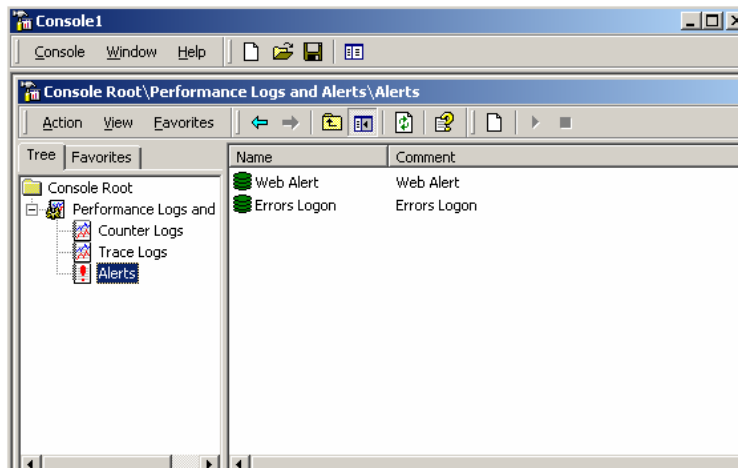 Console1
Console Window Help
Console Root\Performance Logs and Alerts\Alerts
Action View Favorites
Tree Favorites
Name Comment
Console Root
Performance Logs and
Counter Logs
Trace Logs
Alerts
Web Alert Web Alert
Errors Logon Errors Logon